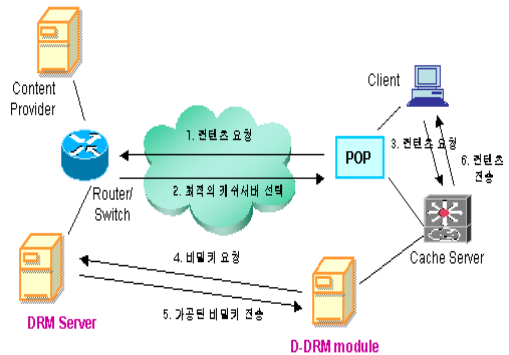 Content
Provider
Client
1. 컨텐츠 요청
POP
3. 컨텐츠 요청
6. 컨텐츠
전송
2. 최적의 캐쉬서버 선택
Router/
Switch
Cache Server
4. 비밀키 요청
5. 가공된 비밀키 전송
DRM Server
D-DRM module